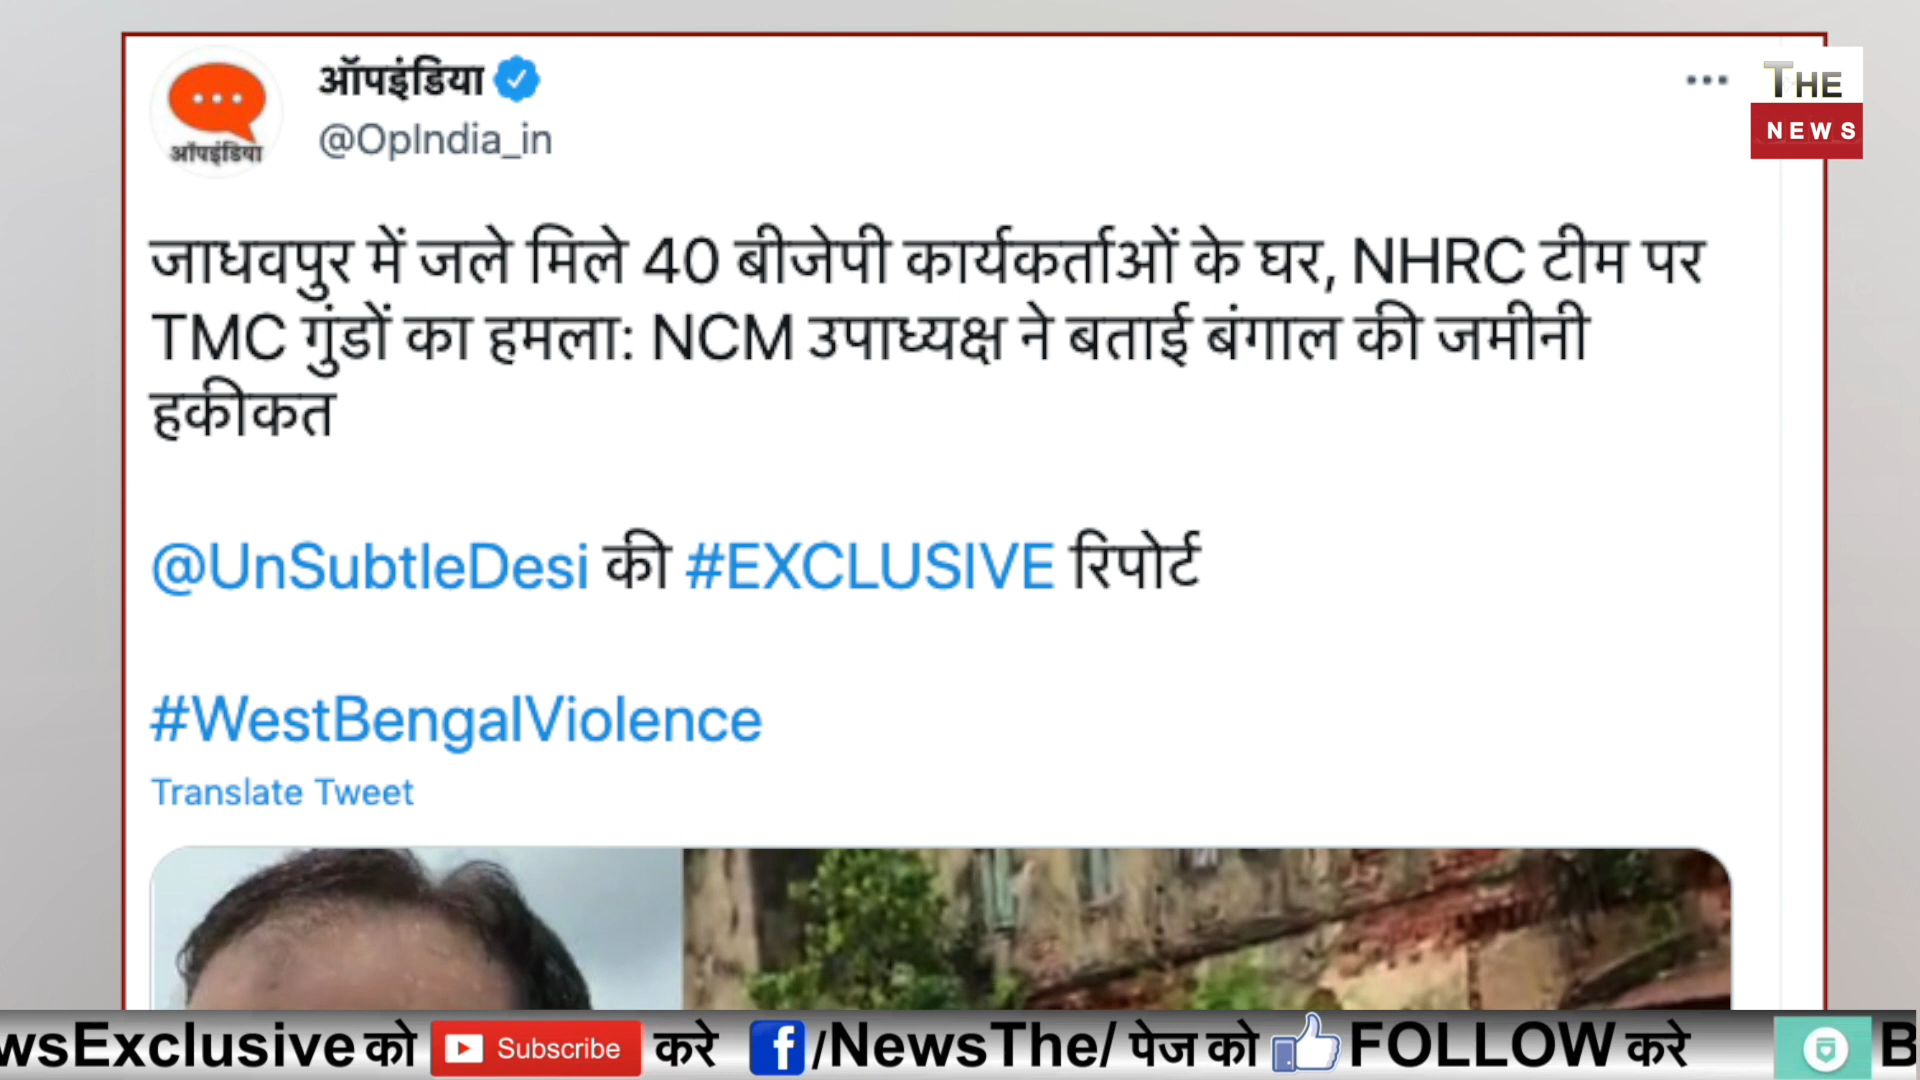 ऑपइंडिया
@OpIndia_in
ऑपइंडिया
THE
NEWS
जाधवपुर में जले मिले 40 बीजेपी कार्यकर्ताओं के घर, NHRC टीम पर
TMC गुंडों का हमला: NCM उपाध्यक्ष ने बताई बंगाल की जमीनी
हकीकत
@UnSubtleDesi की #EXCLUSIVE रिपोर्ट
#WestBengalViolence
Translate Tweet
wsExclusive को Subscribe करे f/NewsThe/ पेज को FOLLOW करे B